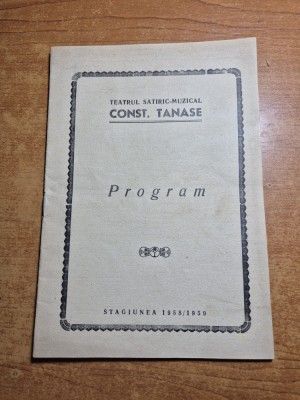 TEATRUL SATIRIC-MUZICAL
CONST. TANASE
Program
STAGIUNEA 1958/1959